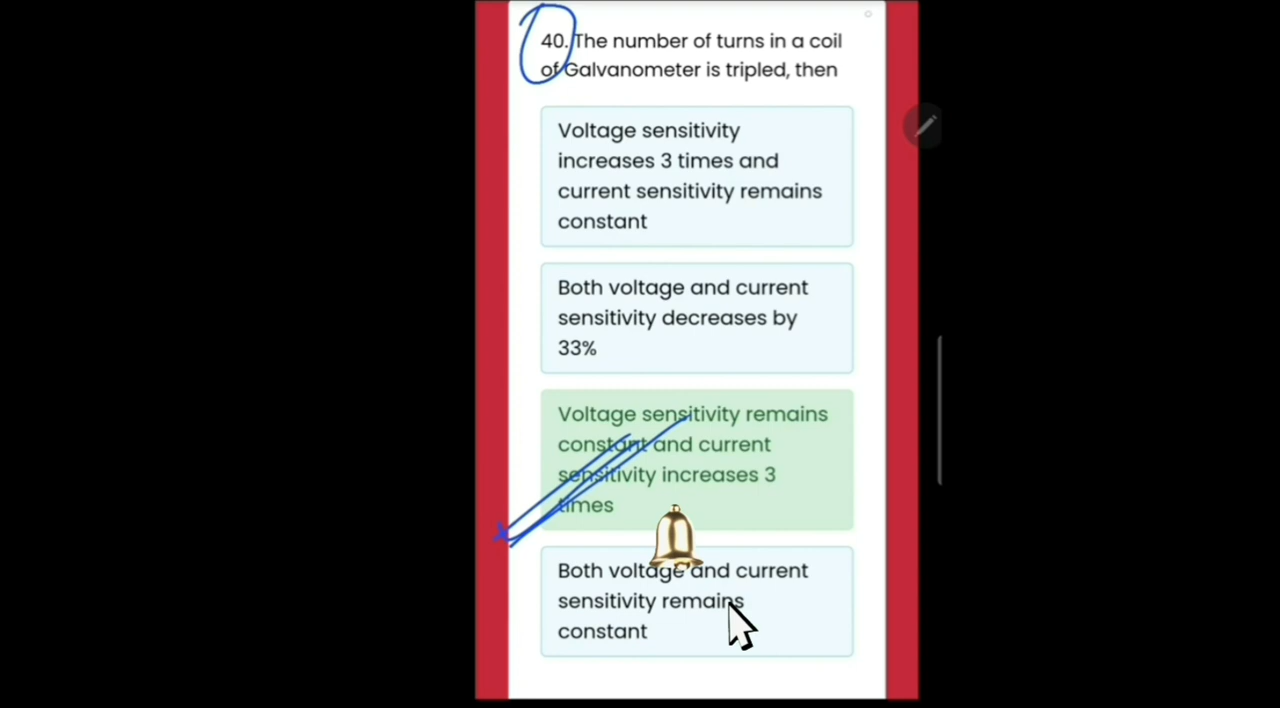 40. The number of turns in a coil
of Galvanometer is tripled, then
Voltage sensitivity
increases 3 times and
current sensitivity remains
constant
Both voltage and current
sensitivity decreases by
33%
Voltage sensitivity remains
constant and current
sensitivity increases 3
times
Both voltage and current
sensitivity remains
constant